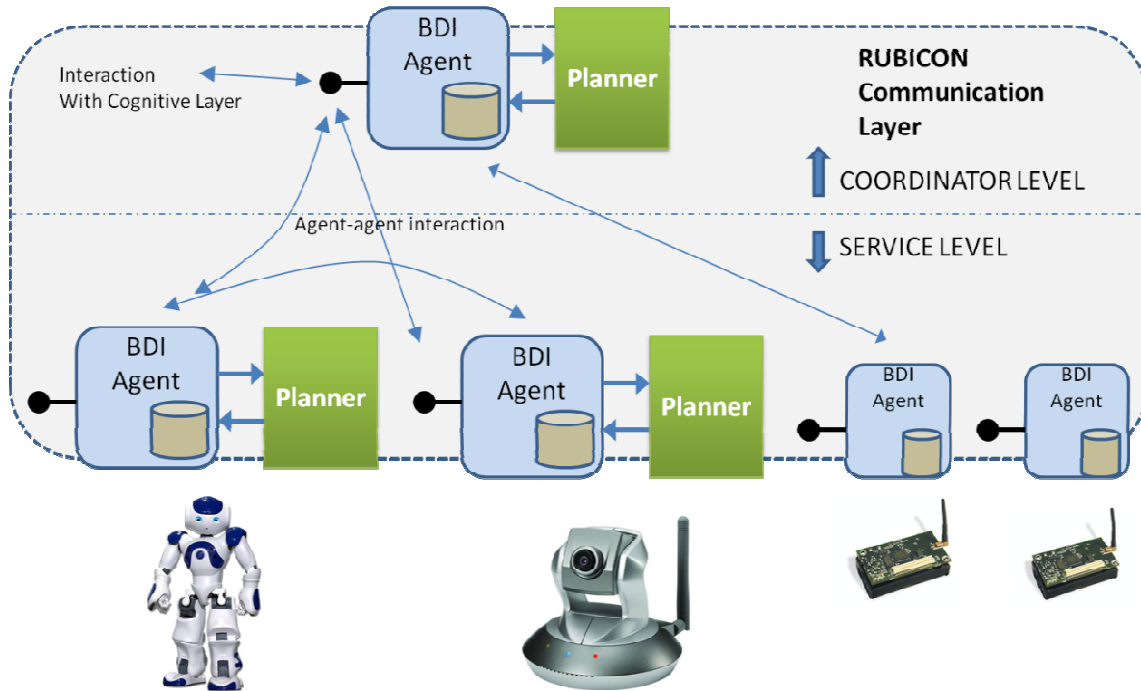 BDI
Agent
Planner
Interaction
With Cognitive Layer
RUBICON
Communication
Layer
COORDINATOR LEVEL
Agent-agent interaction
SERVICE LEVEL
BDI
Agent
Planner
BDI
Agent
Planner
BDI
Agent
BDI
Agent